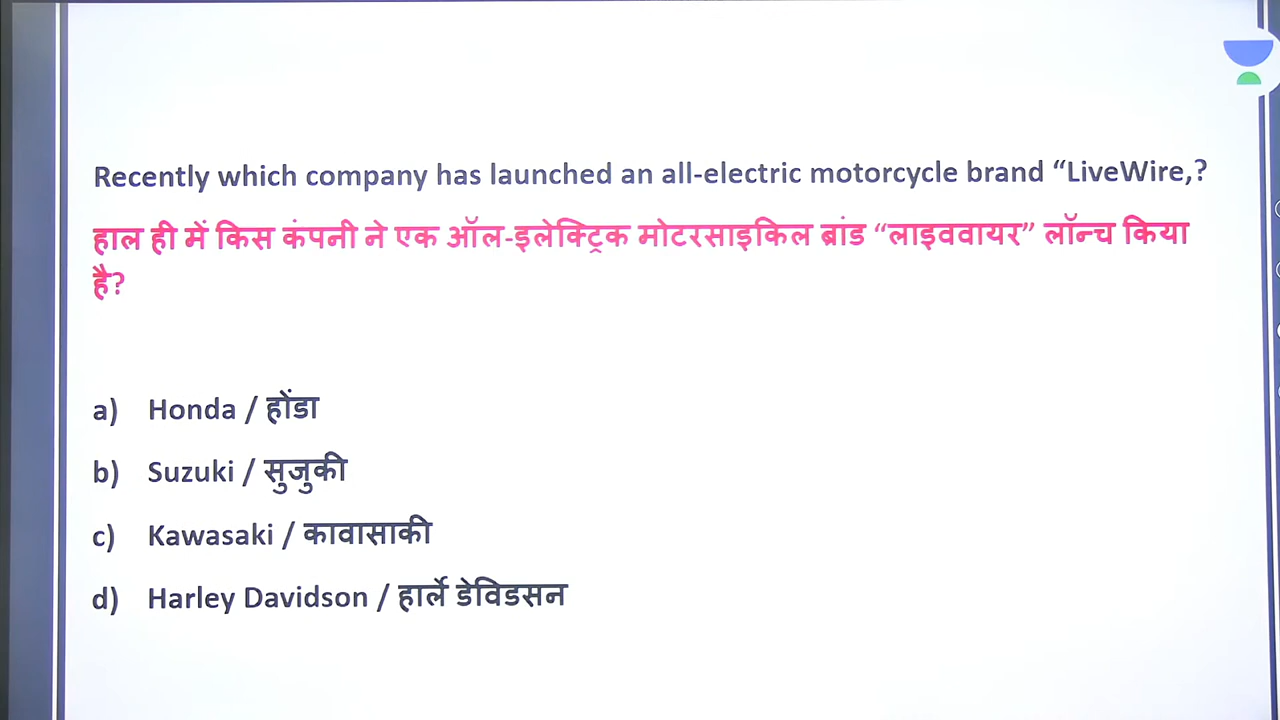 Recently which company has launched an all-electric motorcycle brand “LiveWire,?
हाल ही में किस कंपनी ने एक ऑल-इलेक्ट्रिक मोटरसाइकिल ब्रांड “लाइववायर” लॉन्च किया
है?
a) Honda / होंडा
b) Suzuki / सुजुकी
c) Kawasaki / कावासाकी
d) Harley Davidson / हार्ले डेविडसन